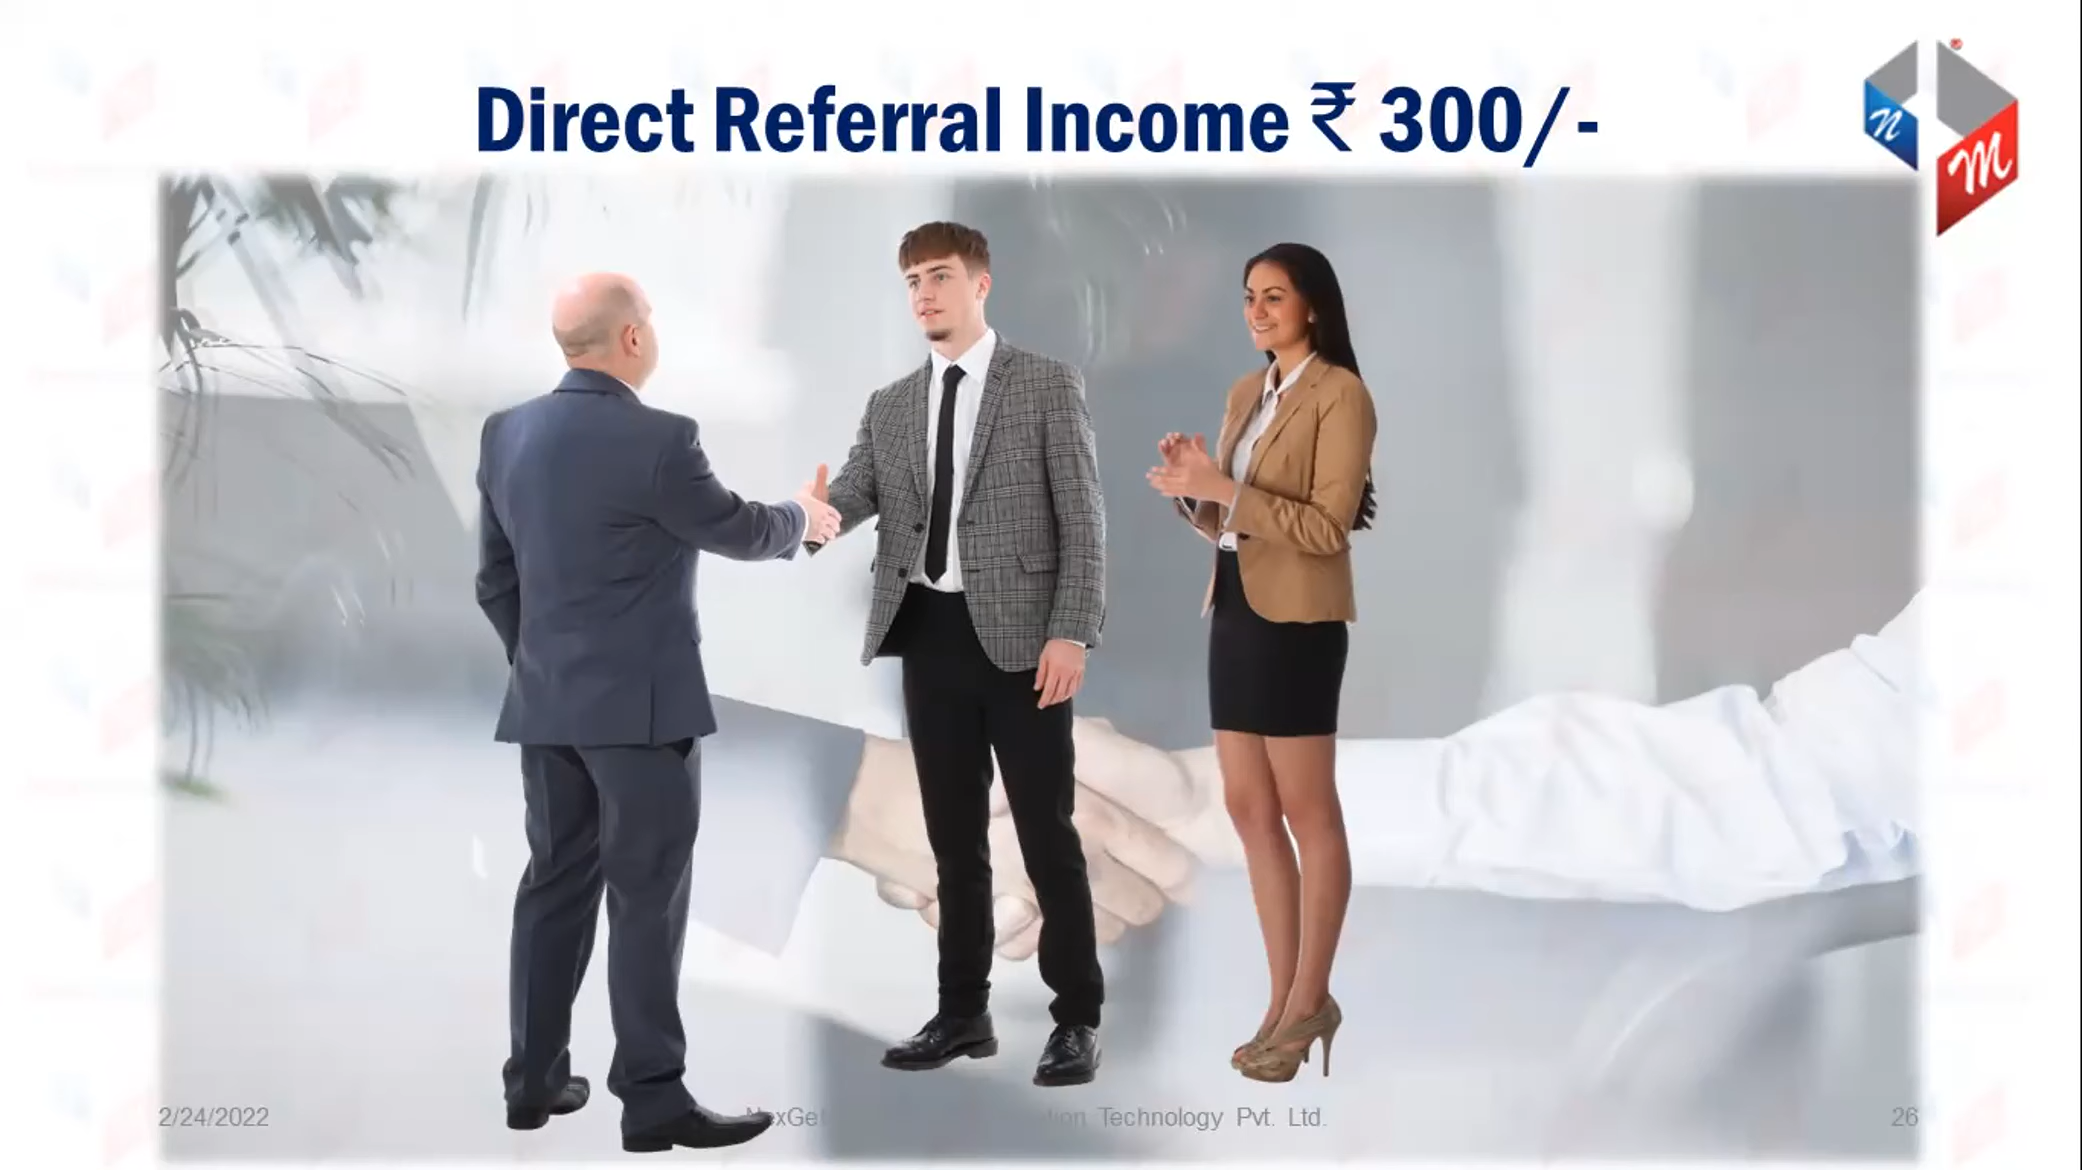 Direct Referral Income ₹ 300/-
n
M
2/24/2022
Technology Pvt. Ltd.
26